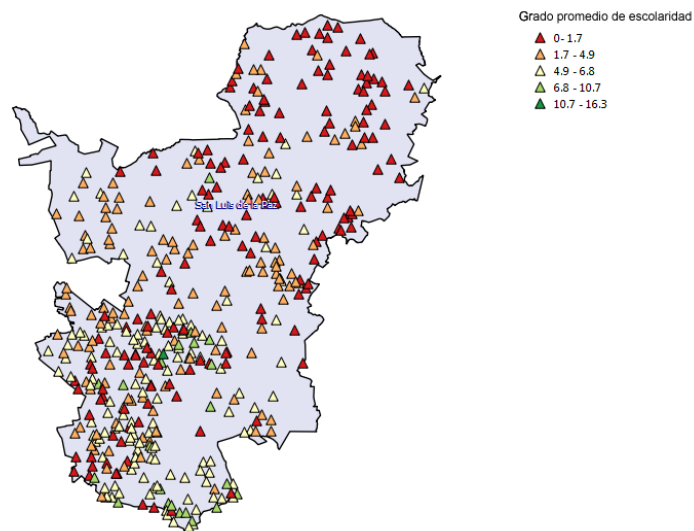 Grado promedio de escolaridad
0- 1.7
1.7 - 4.9
4.9 - 6.8
6.8 - 10.7
10.7 - 16.3
San Luis de la Paz